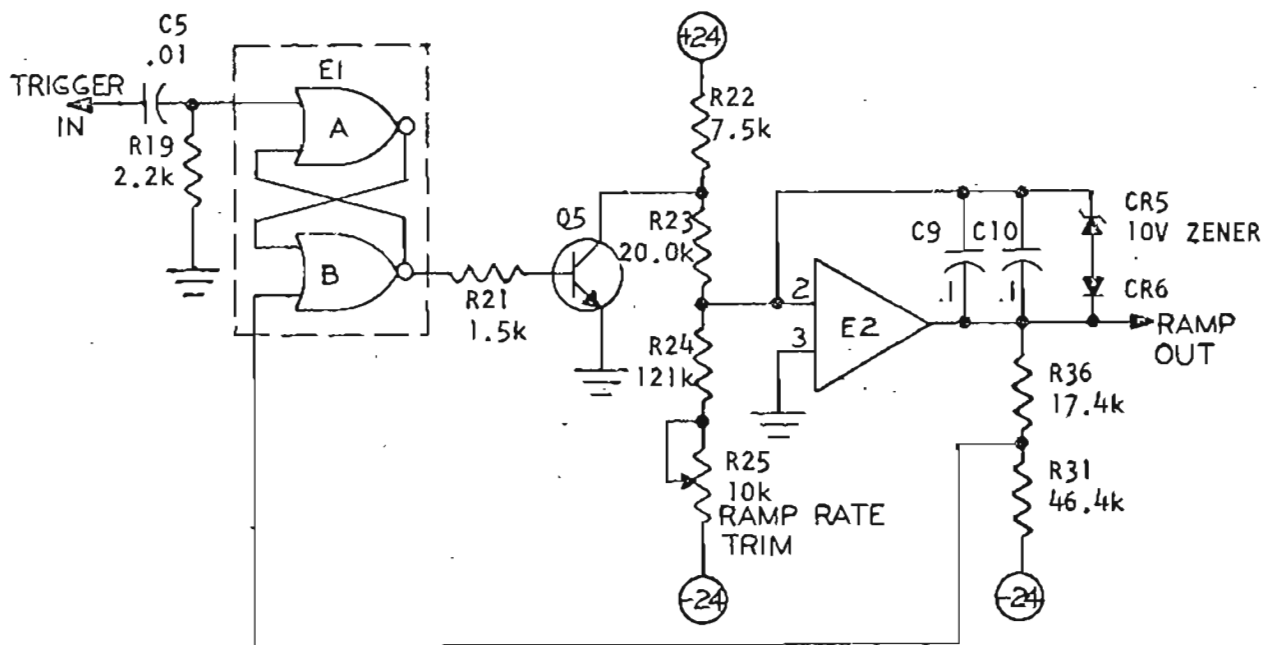 C5
.01
TRIGGER
IN
R19
2.2k
E1
A
B
R21
1.5k
Q5
+24
R22
7.5k
R23
20.0k
R24
121k
R25
10k
RAMP RATE
TRIM
-24
2
3
E2
C9
.1
C10
.1
CR5
10V ZENER
CR6
RAMP
OUT
R36
17.4k
R31
46.4k
-24